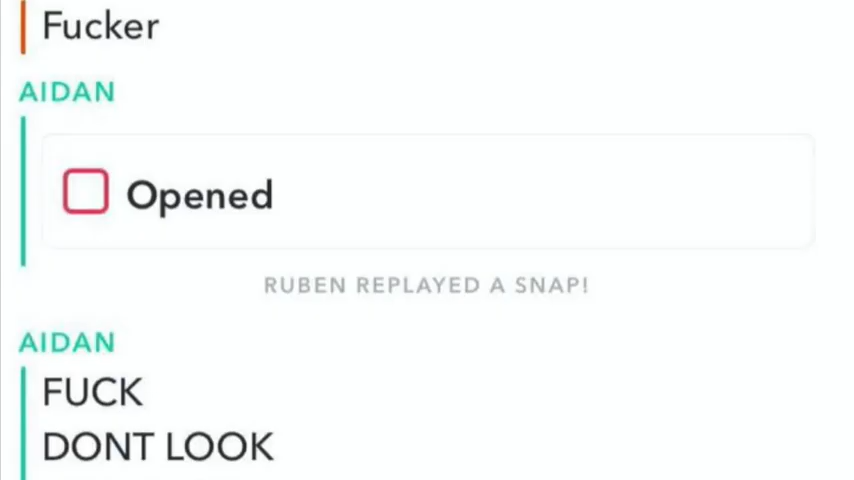 Fucker
AIDAN
Opened
RUBEN REPLAYED A SNAP!
AIDAN
FUCK
DONT LOOK